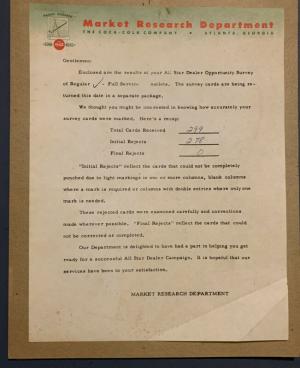 Market Research Department
THE COCA-COLA COMPANY • ATLANTA, GEORGIA
Gentlemen:
Enclosed are the results of your All Star Dealer Opportunity Survey
of Regular ✓ - Full Service outlets. The survey cards are being re-
turned this date in a separate package.
We thought you might be interested in knowing how accurately your
survey cards were marked. Here's a recap:
Total Cards Received 299
Initial Rejects 278
Final Rejects 0
"Initial Rejects" reflect the cards that could not be completely
punched due to light markings in one or more columns, blank columns
where a mark is required or columns with double entries where only one
mark is needed.
These rejected cards were examined carefully and corrections
made wherever possible. "Final Rejects" reflect the cards that could
not be corrected or completed.
Our Department is delighted to have had a part in helping you get
ready for a successful All Star Dealer Campaign. It is hopeful that our
services have been to your satisfaction.
MARKET RESEARCH DEPARTMENT